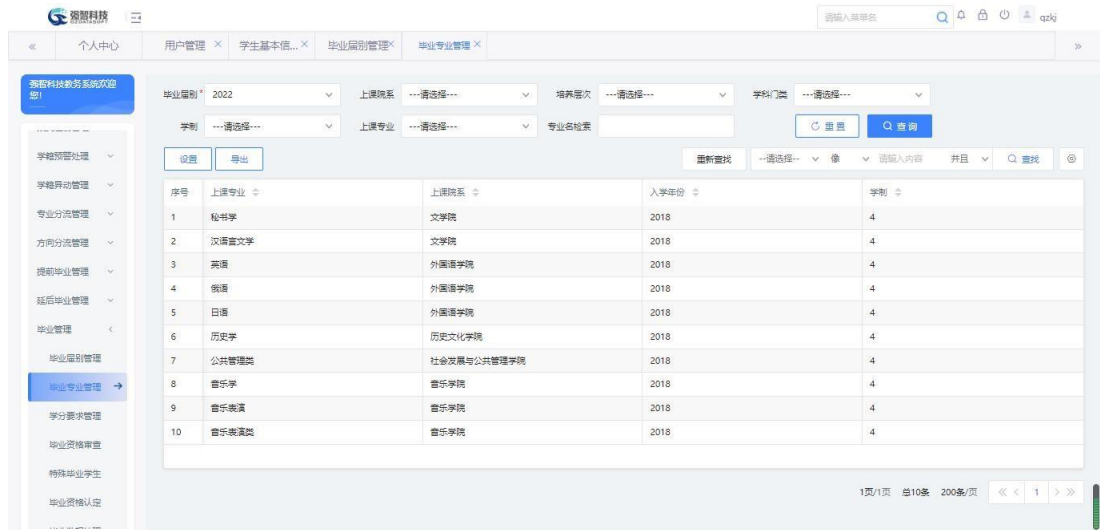 强智科技
QZDATASOFT
请输入菜单名
qzkj
个人中心
用户管理
学生基本信...
毕业届别管理
毕业专业管理
强智科技教务系统欢迎您!
毕业届别* 2022
上课院系 ---请选择---
培养层次 ---请选择---
学科门类 ---请选择---
学制 ---请选择---
上课专业 ---请选择---
专业名检索
重置
查询
设置
导出
重新查找
--请选择--
像
请输入内容
并且
查找
学籍预警处理
学籍异动管理
专业分流管理
方向分流管理
提前毕业管理
延后毕业管理
毕业管理
毕业届别管理
毕业专业管理
学分要求管理
毕业资格审查
特殊毕业学生
毕业资格认定
序号 上课专业 上课院系 入学年份 学制
1 秘书学 文学院 2018 4
2 汉语言文学 文学院 2018 4
3 英语 外国语学院 2018 4
4 俄语 外国语学院 2018 4
5 日语 外国语学院 2018 4
6 历史学 历史文化学院 2018 4
7 公共管理类 社会发展与公共管理学院 2018 4
8 音乐学 音乐学院 2018 4
9 音乐表演 音乐学院 2018 4
10 音乐表演类 音乐学院 2018 4
1页/1页 总10条 200条/页 1